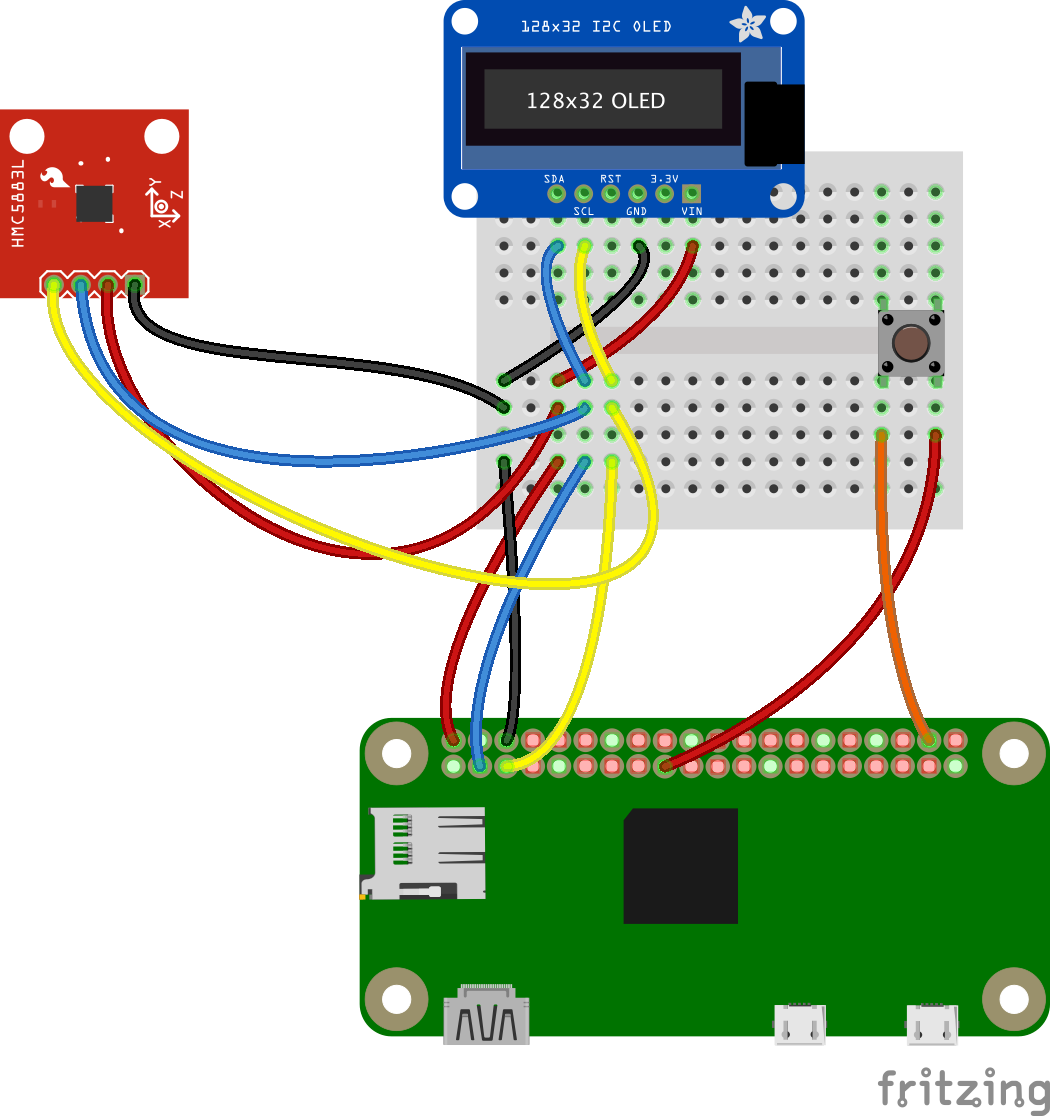 128x32 I2C OLED
128x32 OLED
SDA
RST
3.3V
SCL
GND
VIN
HMC5883L
Y
Z
X
fritzing